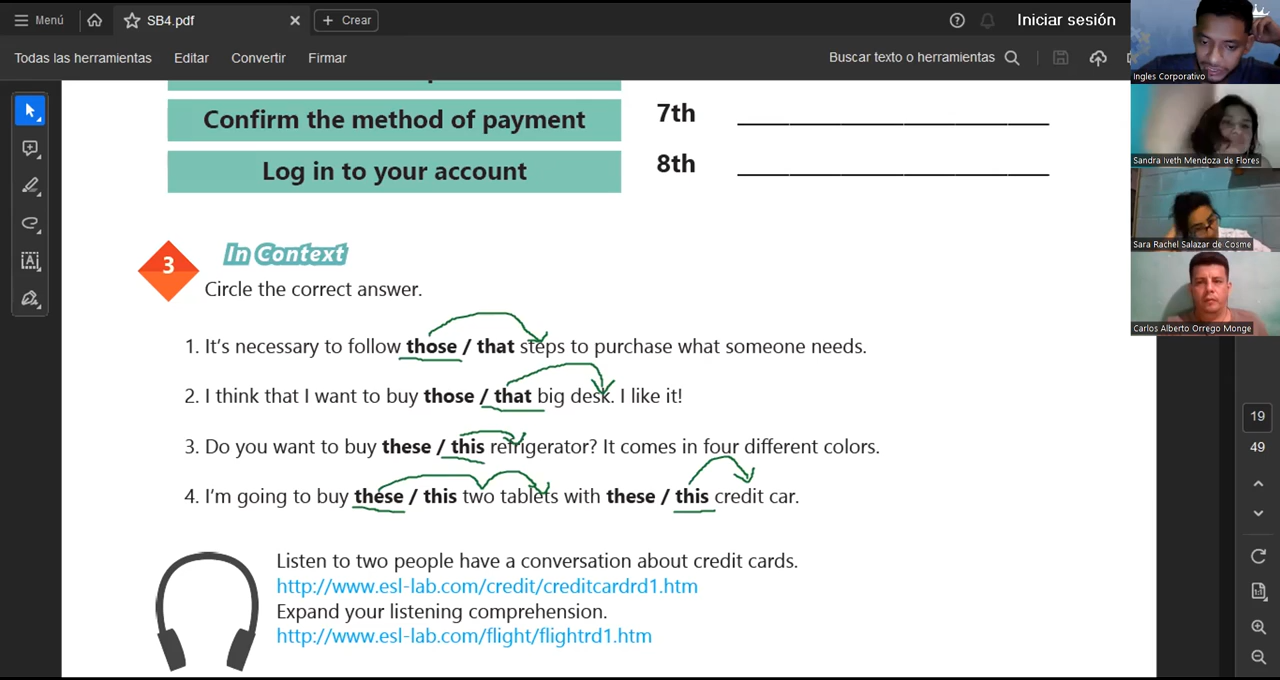 Menú
SB4.pdf
Crear
Iniciar sesión
Todas las herramientas
Editar
Convertir
Firmar
Buscar texto o herramientas
Ingles Corporativo
Sandra Iveth Mendoza de Flores
Sara Rachel Salazar de Cosme
Carlos Alberto Orrego Monge
Confirm the method of payment
7th
Log in to your account
8th
3
In Context
Circle the correct answer.
1. It's necessary to follow those / that steps to purchase what someone needs.
2. I think that I want to buy those / that big desk. I like it!
3. Do you want to buy these / this refrigerator? It comes in four different colors.
4. I'm going to buy these / this two tablets with these / this credit car.
Listen to two people have a conversation about credit cards.
http://www.esl-lab.com/credit/creditcardrd1.htm
Expand your listening comprehension.
http://www.esl-lab.com/flight/flightrd1.htm
19
49